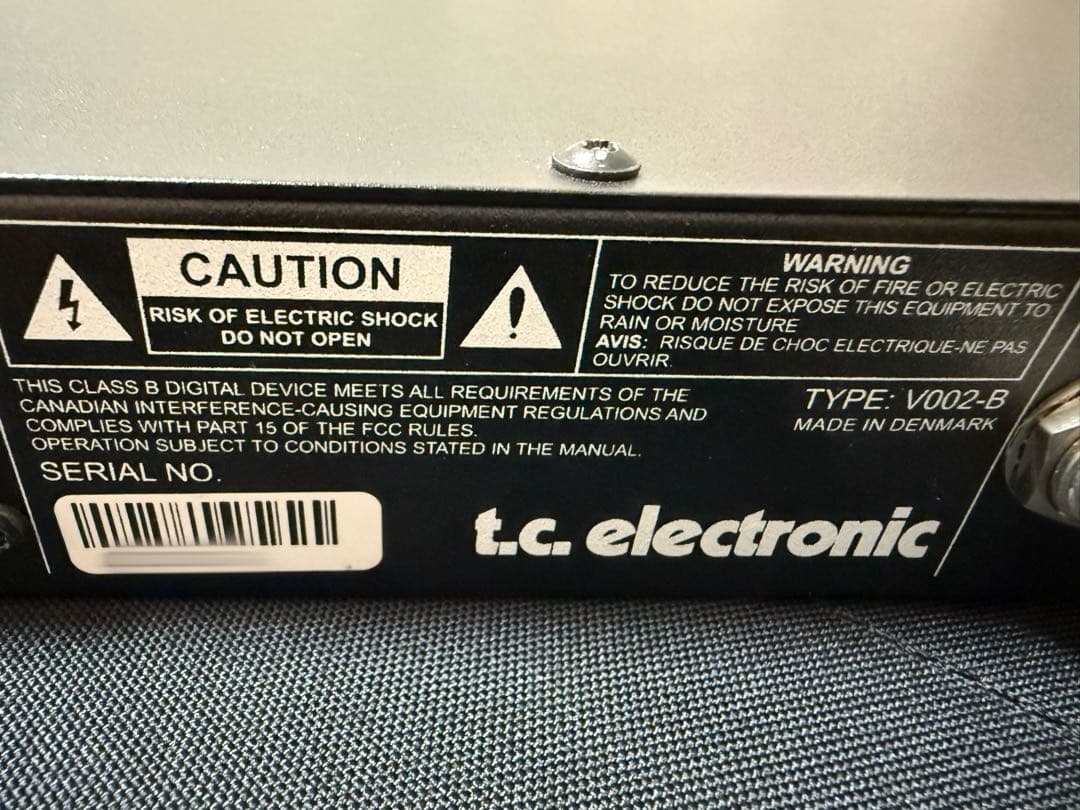 CAUTION
RISK OF ELECTRIC SHOCK
DO NOT OPEN
WARNING
TO REDUCE THE RISK OF FIRE OR ELECTRIC
SHOCK DO NOT EXPOSE THIS EQUIPMENT TO
RAIN OR MOISTURE
AVIS: RISQUE DE CHOC ELECTRIQUE-NE PAS
OUVRIR.
THIS CLASS B DIGITAL DEVICE MEETS ALL REQUIREMENTS OF THE
CANADIAN INTERFERENCE-CAUSING EQUIPMENT REGULATIONS AND
COMPLIES WITH PART 15 OF THE FCC RULES.
OPERATION SUBJECT TO CONDITIONS STATED IN THE MANUAL.
TYPE: V002-B
MADE IN DENMARK
SERIAL NO.
t.c. electronic